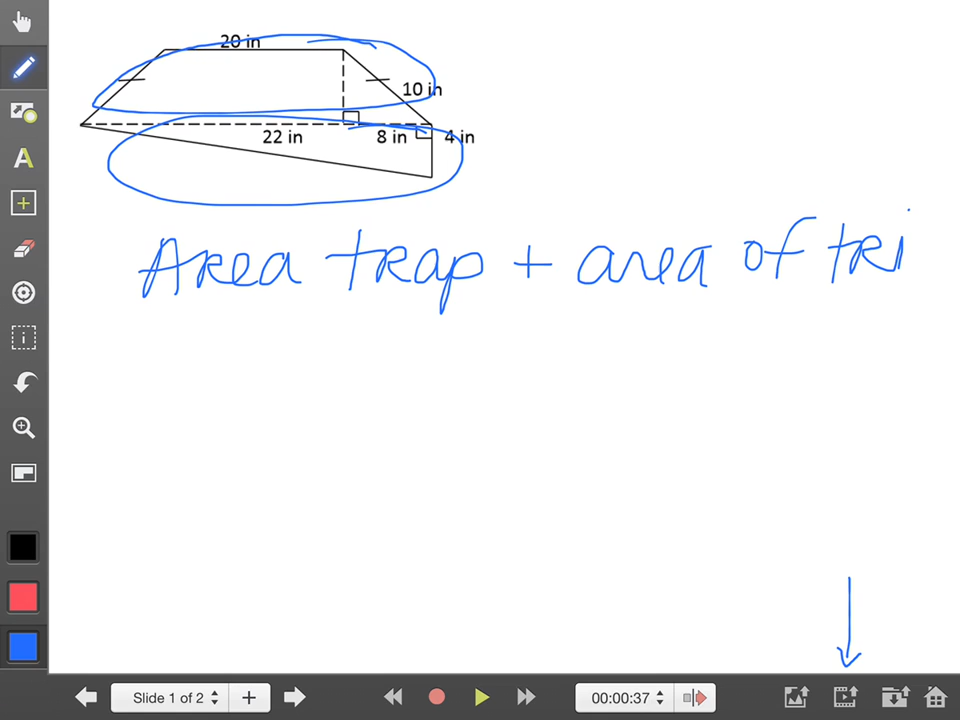 20 in
10 in
22 in 8 in 4 in
Area trap + area of tri
A
i
Slide 1 of 2 + 00:00:37